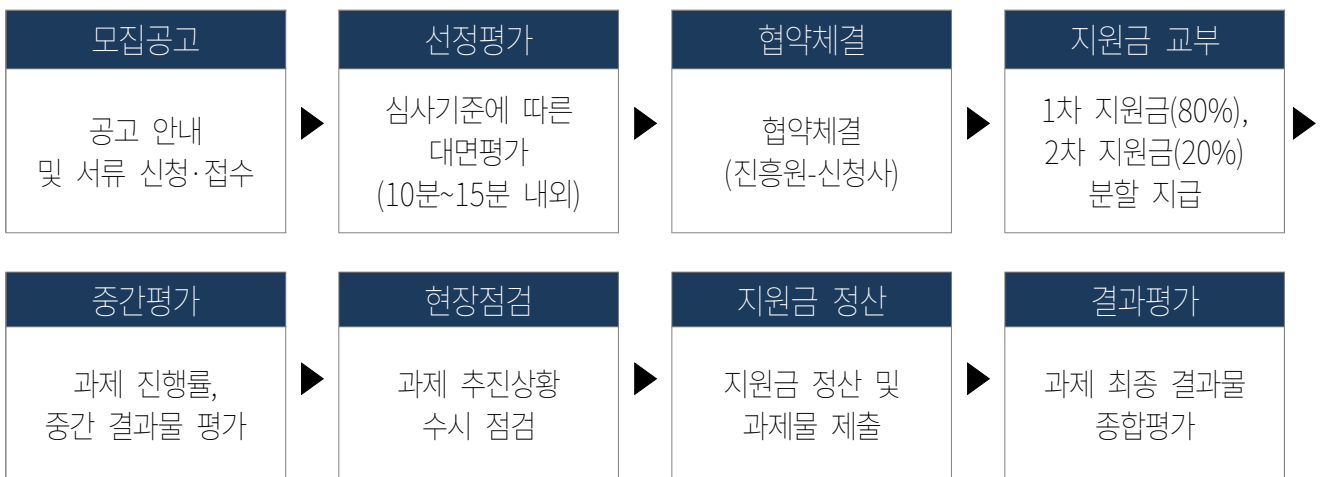 모집공고
공고 안내
및 서류 신청·접수
선정평가
심사기준에 따른
대면평가
(10분~15분 내외)
협약체결
협약체결
(진흥원-신청사)
지원금 교부
1차 지원금(80%),
2차 지원금(20%)
분할 지급
중간평가
과제 진행률,
중간 결과물 평가
현장점검
과제 추진상황
수시 점검
지원금 정산
지원금 정산 및
과제물 제출
결과평가
과제 최종 결과물
종합평가